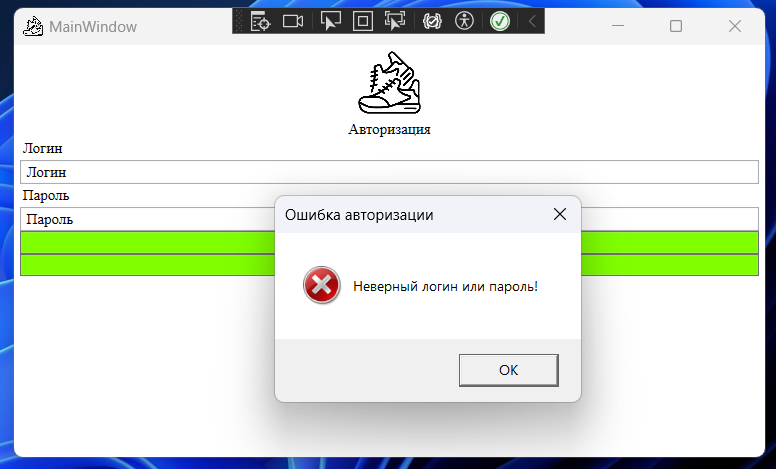 MainWindow
Авторизация
Логин
Логин
Пароль
Пароль
Ошибка авторизации
Неверный логин или пароль!
OK